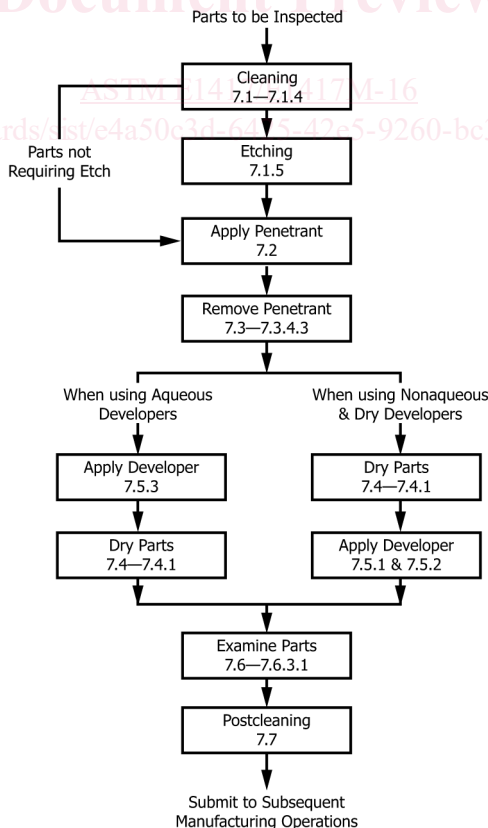 Document Preview
Parts to be Inspected
Cleaning
7.1—7.1.4
Parts not
Requiring Etch
Etching
7.1.5
Apply Penetrant
7.2
Remove Penetrant
7.3—7.3.4.3
When using Aqueous
Developers
When using Nonaqueous
& Dry Developers
Apply Developer
7.5.3
Dry Parts
7.4—7.4.1
Dry Parts
7.4—7.4.1
Apply Developer
7.5.1 & 7.5.2
Examine Parts
7.6—7.6.3.1
Postcleaning
7.7
Submit to Subsequent
Manufacturing Operations